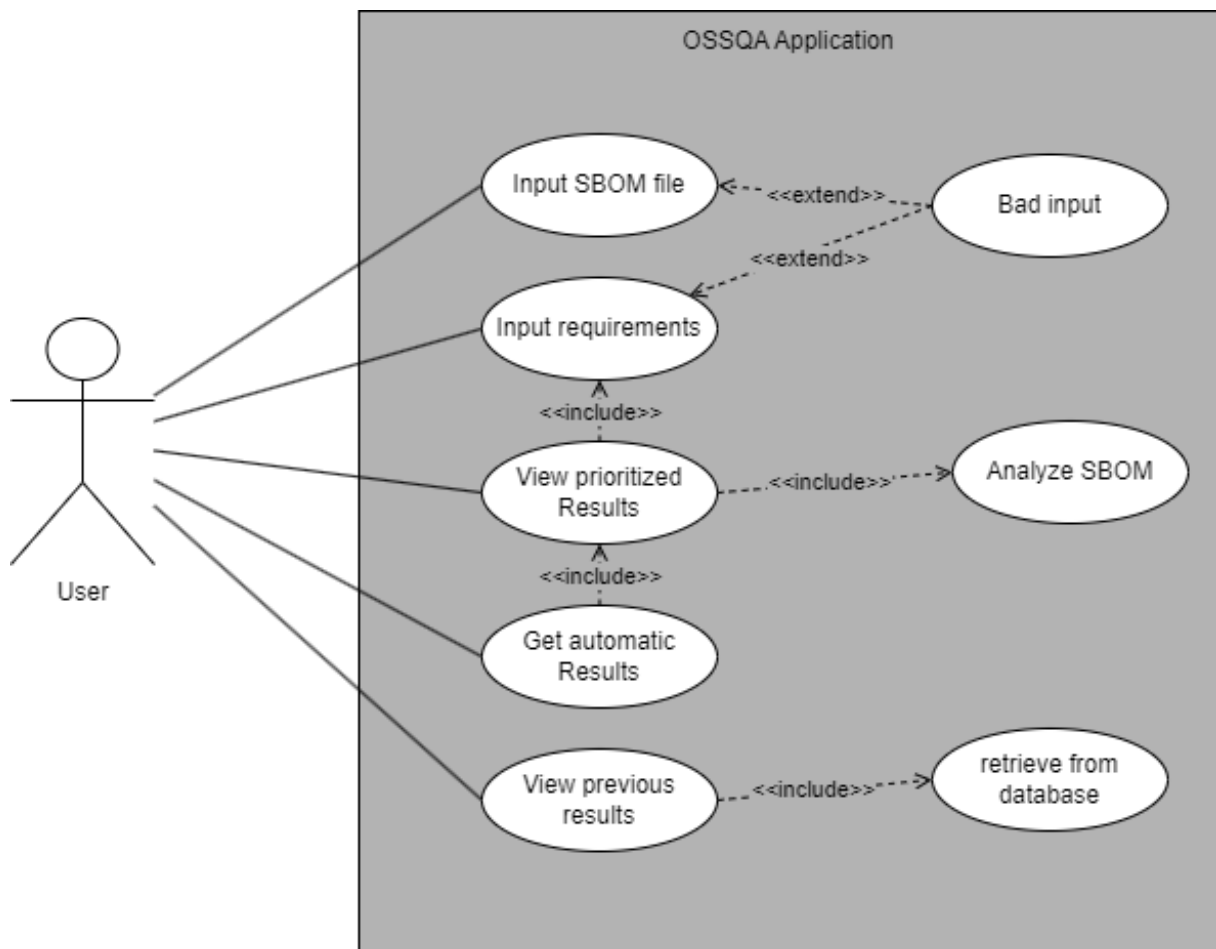 OSSQA Application
Input SBOM file
<<extend>>
Bad input
<<extend>>
Input requirements
<<include>>
View prioritized
Results
<<include>>
Analyze SBOM
<<include>>
User
Get automatic
Results
View previous
results
<<include>>
retrieve from
database